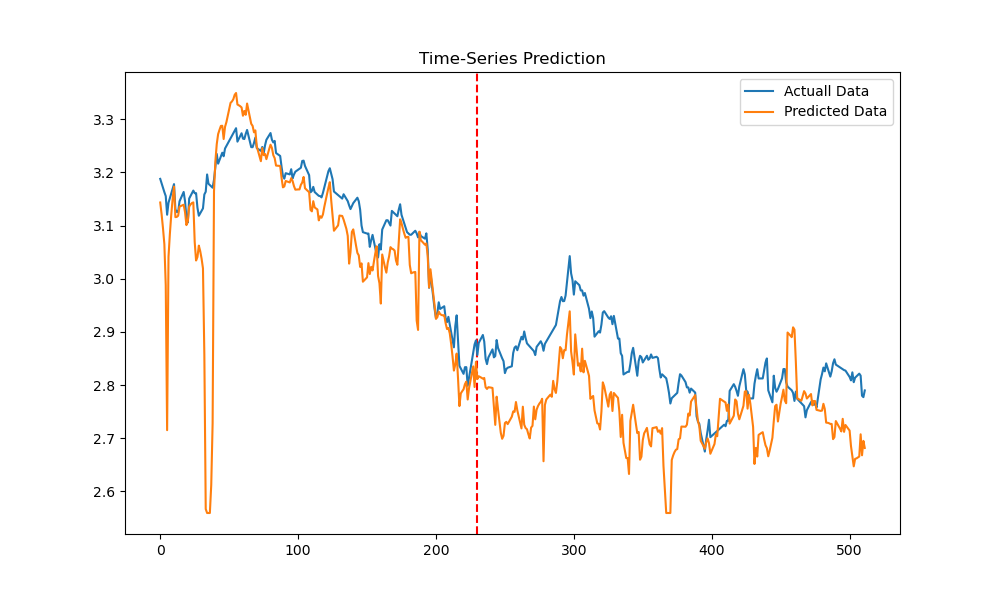 Time-Series Prediction
Actuall Data
Predicted Data
3.3
3.2
3.1
3.0
2.9
2.8
2.7
2.6
0 100 200 300 400 500